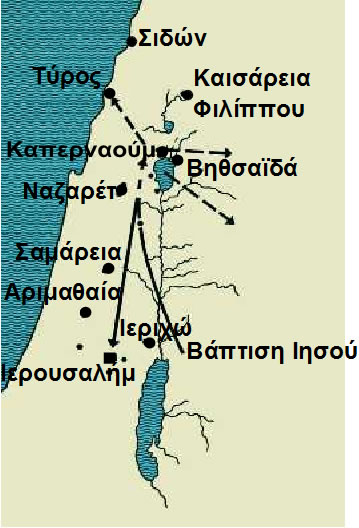 Σιδών
Τύρος
Καισάρεια
Φιλίππου
Καπερναούμ
Βηθσαϊδά
Ναζαρέτ
Σαμάρεια
Αριμαθαία
Ιεριχώ
Βάπτιση Ιησού
Ιερουσαλήμ